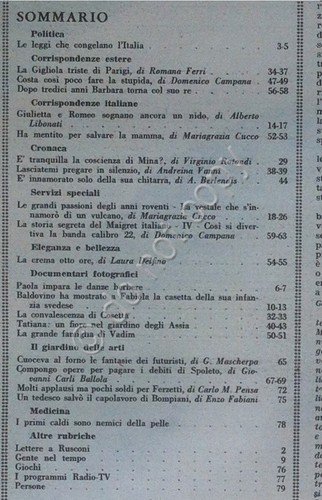 SOMMARIO
Politica
Le leggi che congelano l'Italia 3-5
Corrispondenze estere
La Gigliola triste di Parigi, di Romana Ferri 34-37
Costa così poco fare la stupida, di Domenico Campana 47-49
Dopo tredici anni Barbara torna col suo re 56-58
Corrispondenze italiane
Giulietta e Romeo sognano ancora un nido, di Alberto
Libonati 14-17
Ha mentito per salvare la mamma, di Mariagrazia Cucco 52-53
Cronaca
E' tranquilla la coscienza di Mina?, di Virginio Rotondi 29
Lasciatemi pregare in silenzio, di Andreina Fanni 38-39
E' innamorato solo della sua chitarra, di A. 44
Servizi speciali
Le grandi passioni degli anni roventi - La vestale che s'in-
namorò di un vulcano, di Mariagrazia Cucco 18-26
La storia segreta del Maigret italiano - IV - Così si di-
vertiva la banda calibro 22, di Domenico Campana 59-63
Eleganza e bellezza
La crema otto ore, di Laura 54-55
Documentari fotografici
Paola impara le danze berbere 6-7
Baldovino ha mostrato a Fabiola la casetta della sua infan-
zia svedese 10-13
La convalescenza di Cosetta 32-33
Tatiana: un fiore nel giardino degli Assia 40-43
La grande farandola di Vadim 50-51
Il giardino delle arti
Cuoceva al forno le fantasie dei futuristi, di G. Mascherpa 65
Compongo opere per pagare i debiti di Spoleto, di Gio-
vanni Carli Ballola 67-69
Molti applausi ma pochi soldi per Ferzetti, di Carlo M. Pensa 72
Un tedesco salvò il capolavoro di Bompiani, di Enzo Fabiani 75
Medicina
I primi caldi sono nemici della pelle 78
Altre rubriche
Lettere a Rusconi 2
Gente nel tempo 9
Giochi 76
I programmi Radio-TV 77
Persone 79